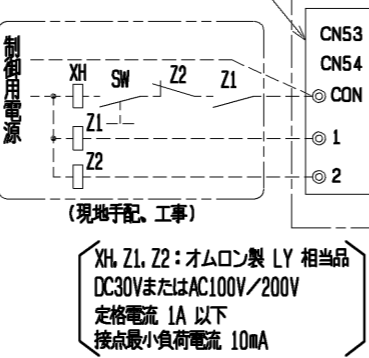 制御用電源
CN53
CN54
XH SW Z2 Z1
CON
Z1
1
Z2
2
(現地手配、工事)
XH, Z1, Z2:オムロン製 LY 相当品
DC30VまたはAC100V/200V
定格電流 1A 以下
接点最小負荷電流 10mA